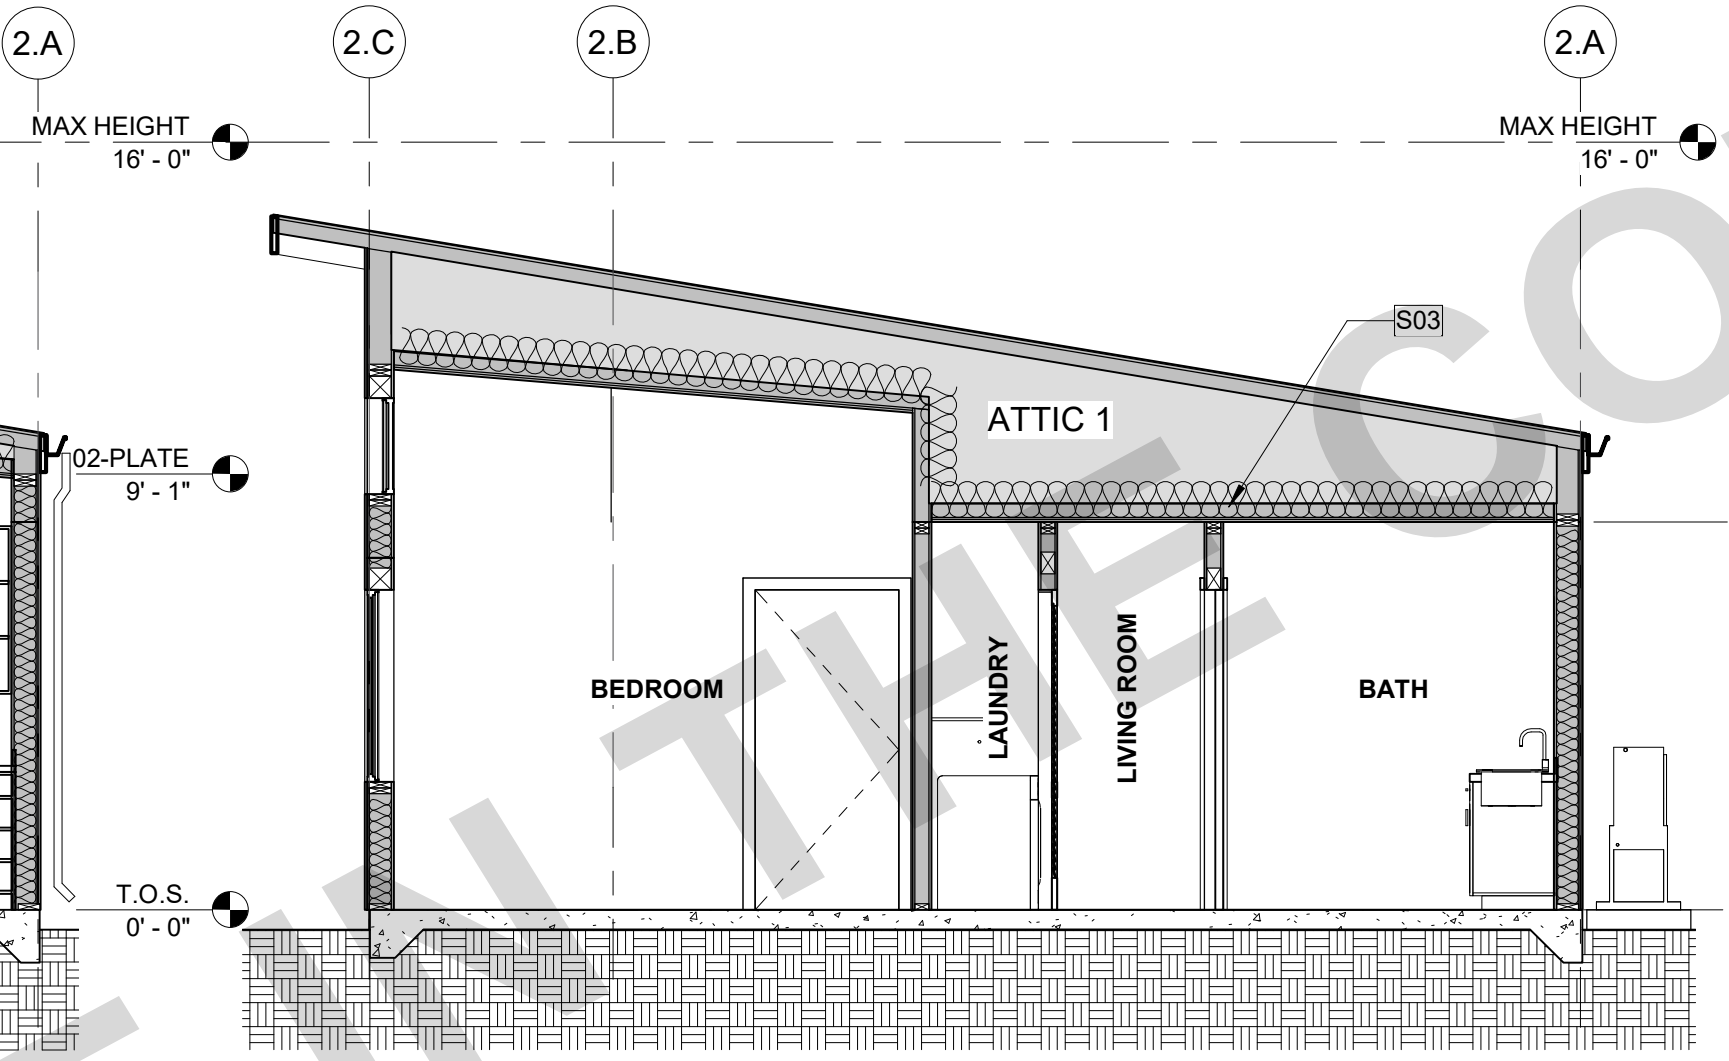 2.A
2.C
2.B
2.A
MAX HEIGHT
16' - 0"
MAX HEIGHT
16' - 0"
S03
ATTIC 1
02-PLATE
9' - 1"
BEDROOM
LAUNDRY
LIVING ROOM
BATH
T.O.S.
0' - 0"
IN THE CO